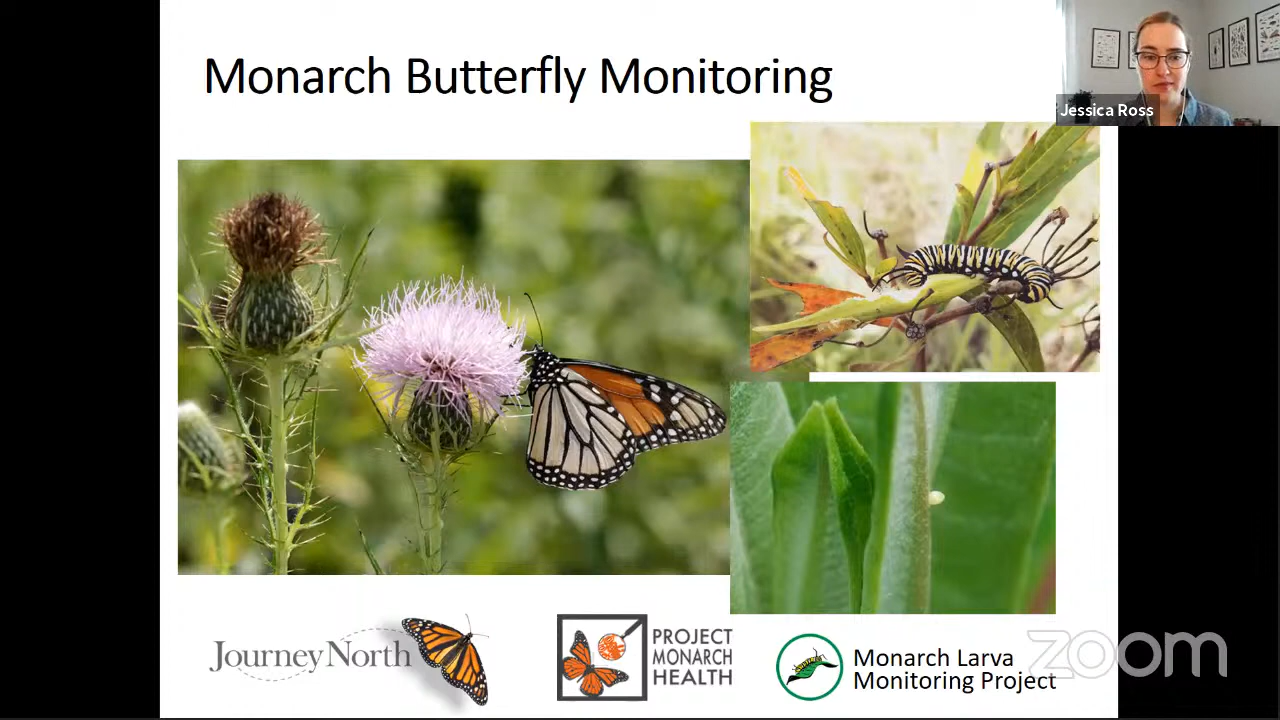 Monarch Butterfly Monitoring
Jessica Ross
Journey North
PROJECT
MONARCH
HEALTH
Monarch Larva
Monitoring Project
zoom